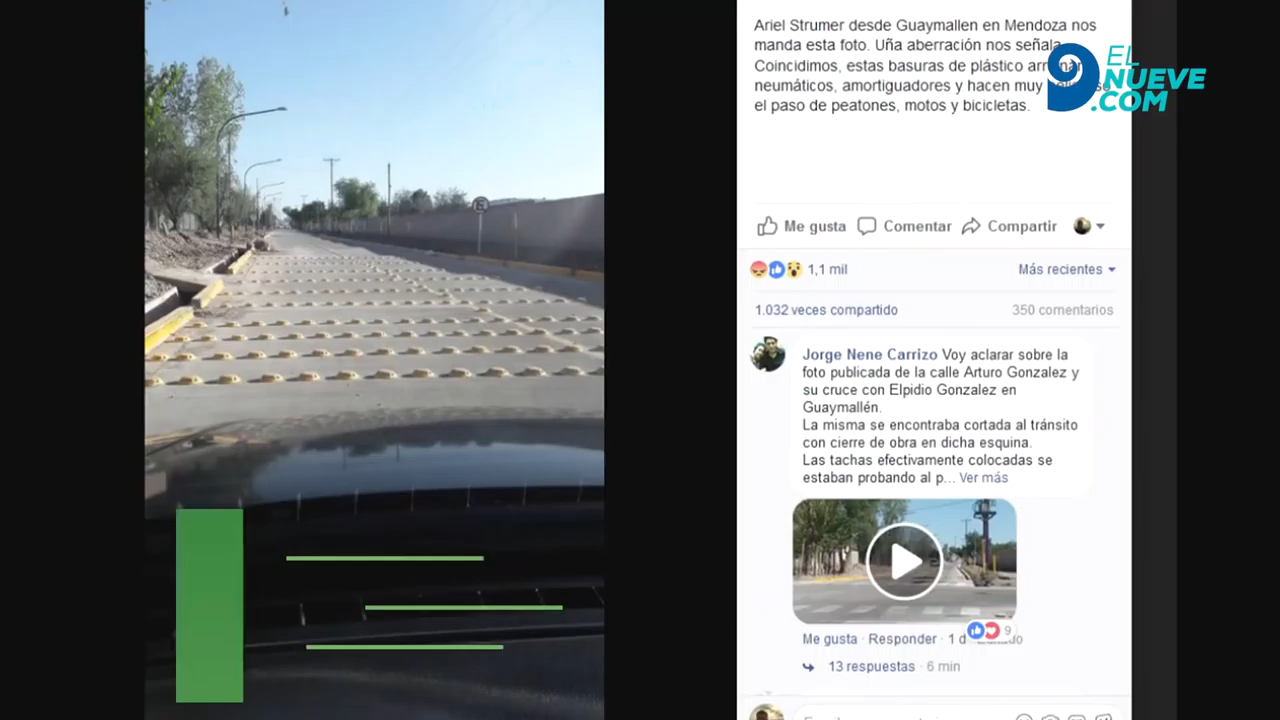 Ariel Strumer desde Guaymallen en Mendoza nos
manda esta foto. Uña aberración nos señala.
Coincidimos, estas basuras de plástico
neumáticos, amortiguadores y hacen muy
el paso de peatones, motos y bicicletas.
EL
NUEVE
.COM
Me gusta Comentar Compartir
1,1 mil Más recientes
1.032 veces compartido 350 comentarios
Jorge Nene Carrizo Voy aclarar sobre la
foto publicada de la calle Arturo Gonzalez y
su cruce con Elpidio Gonzalez en
Guaymallén.
La misma se encontraba cortada al tránsito
con cierre de obra en dicha esquina.
Las tachas efectivamente colocadas se
estaban probando al p... Ver más
Me gusta · Responder · 1 d
9
13 respuestas · 6 min